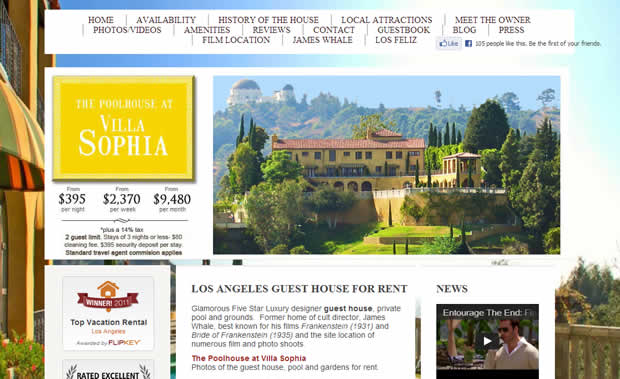 HOME AVAILABILITY HISTORY OF THE HOUSE LOCAL ATTRACTIONS MEET THE OWNER
PHOTOS/VIDEOS AMENITIES REVIEWS CONTACT GUESTBOOK BLOG PRESS
FILM LOCATION JAMES WHALE LOS FELIZ
Like 105 people like this. Be the first of your friends.
THE POOLHOUSE AT
VILLA
SOPHIA
From From From
$395 $2,370 $9,480
per night per week per month
*plus a 14% tax
2 guest limit. Stays of 3 nights or less- $80
cleaning fee. $395 security deposit per stay.
Standard travel agent commision applies
WINNER! 2011
Top Vacation Rental
Los Angeles
Awarded by FLIPKEY
RATED EXCELLENT
LOS ANGELES GUEST HOUSE FOR RENT
Glamorous Five Star Luxury designer guest house, private
pool and grounds. Former home of cult director, James
Whale, best known for his films Frankenstein (1931) and
Bride of Frankenstein (1935) and the site location of
numerous film and photo shoots
The Poolhouse at Villa Sophia
Photos of the guest house, pool and gardens for rent.
NEWS
Entourage The End: Fi